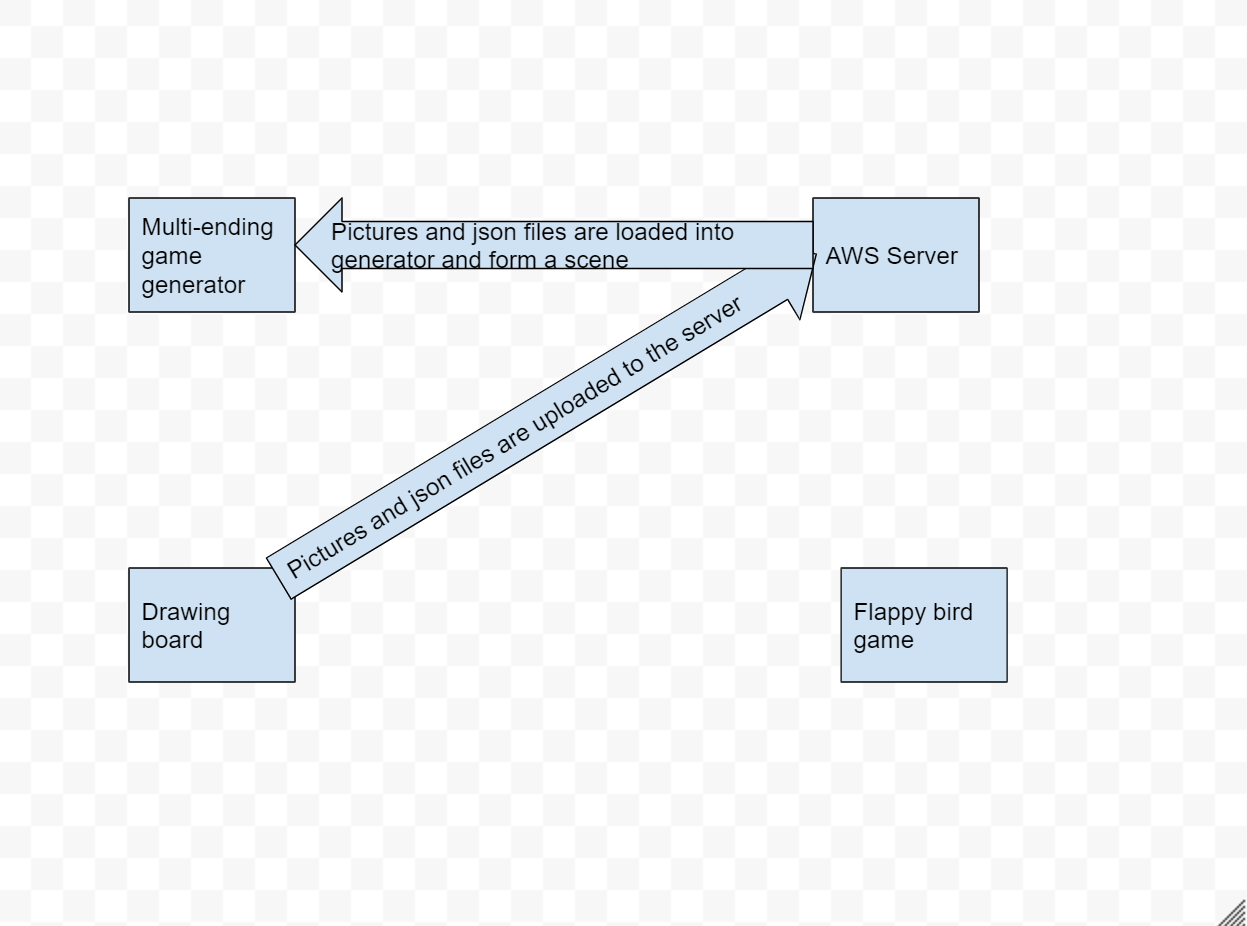 Multi-ending
game
generator
Pictures and json files are loaded into
generator and form a scene
AWS Server
Pictures and json files are uploaded to the server
Drawing
board
Flappy bird
game